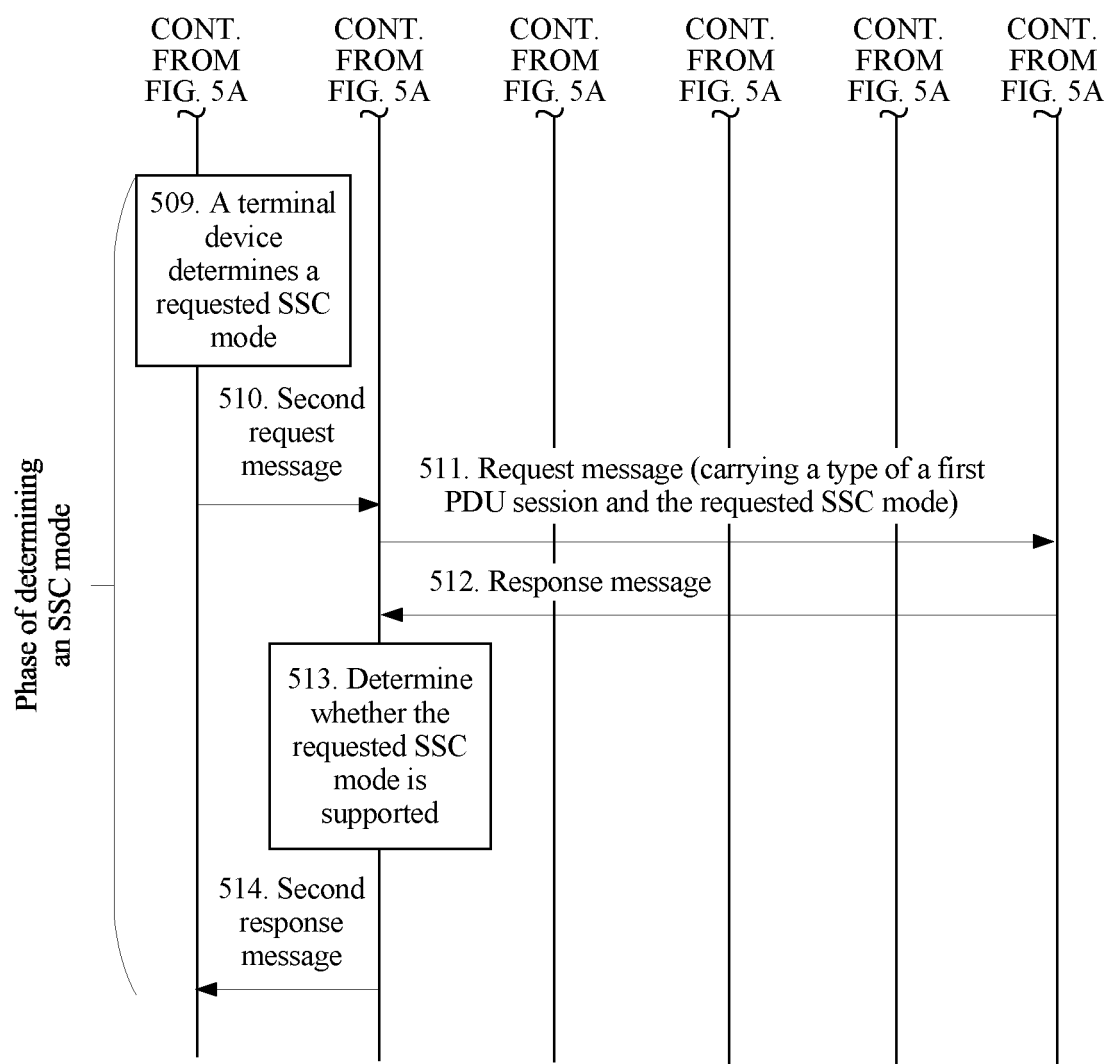 CONT.
FROM
FIG. 5A
CONT.
FROM
FIG. 5A
CONT.
FROM
FIG. 5A
CONT.
FROM
FIG. 5A
CONT.
FROM
FIG. 5A
CONT.
FROM
FIG. 5A
Phase of determining
an SSC mode
509. A terminal
device
determines a
requested SSC
mode
510. Second
request
message
511. Request message (carrying a type of a first
PDU session and the requested SSC mode)
512. Response message
513. Determine
whether the
requested SSC
mode is
supported
514. Second
response
message